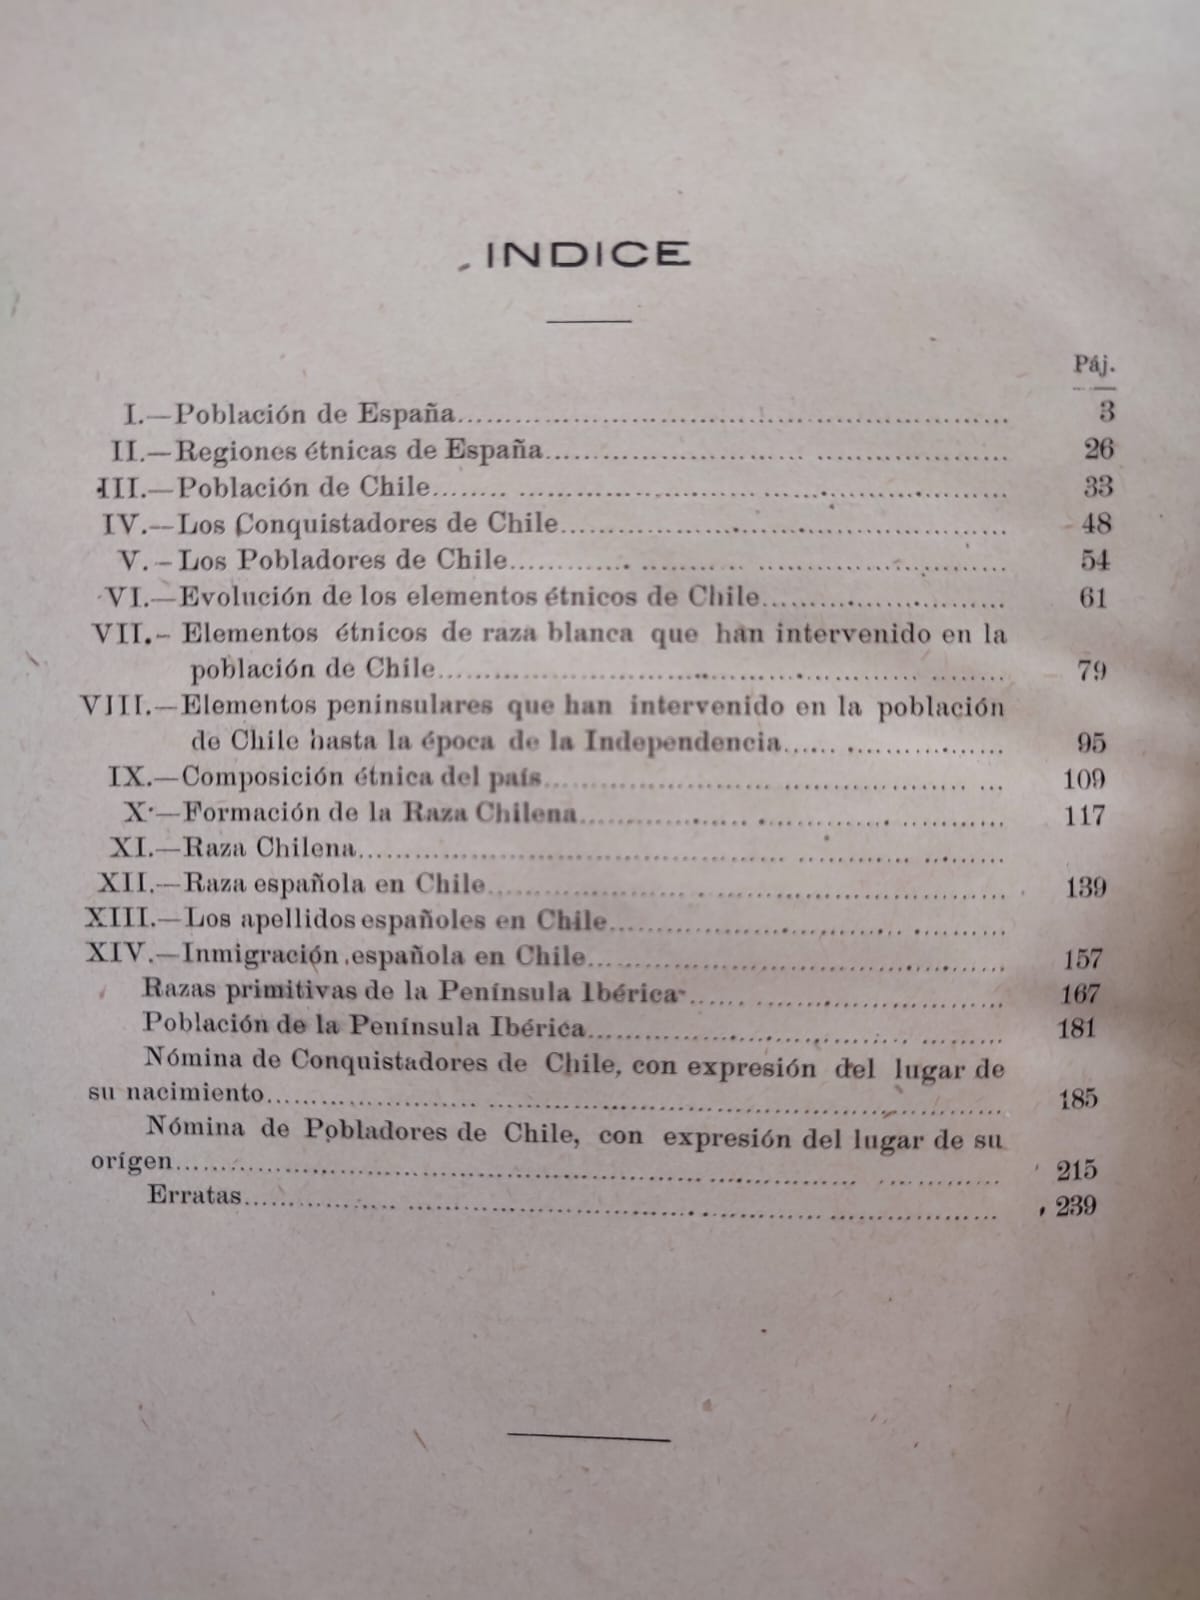 INDICE
Páj.
I.—Población de España........ 3
II.—Regiones étnicas de España........ 26
III.—Población de Chile........ 33
IV.—Los Conquistadores de Chile........ 48
V.—Los Pobladores de Chile........ 54
VI.—Evolución de los elementos étnicos de Chile........ 61
VII.—Elementos étnicos de raza blanca que han intervenido en la
población de Chile........ 79
VIII.—Elementos peninsulares que han intervenido en la población
de Chile hasta la época de la Independencia........ 95
IX.—Composición étnica del país........ 109
X.—Formación de la Raza Chilena........ 117
XI.—Raza Chilena........
XII.—Raza española en Chile........ 139
XIII.—Los apellidos españoles en Chile........
XIV.—Inmigración española en Chile........ 157
Razas primitivas de la Península Ibérica........ 167
Población de la Península Ibérica........ 181
Nómina de Conquistadores de Chile, con expresión del lugar de
su nacimiento........ 185
Nómina de Pobladores de Chile, con expresión del lugar de su
orígen........ 215
Erratas........ 239